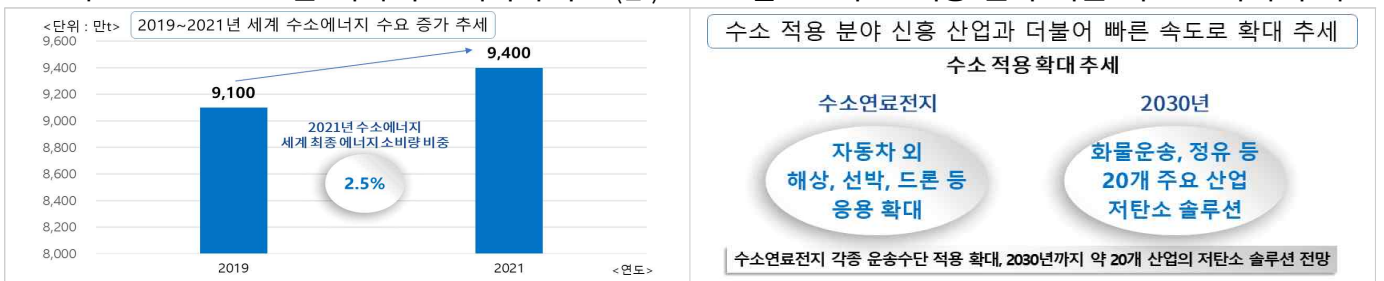 <단위 : 만t>
2019~2021년 세계 수소에너지 수요 증가 추세
9,600
9,400
9,200
9,000
8,800
8,600
8,400
8,200
8,000
9,100
9,400
2021년 수소에너지
세계 최종 에너지 소비량 비중
2.5%
2019
2021
<연도>
수소 적용 분야 신흥 산업과 더불어 빠른 속도로 확대 추세
수소 적용 확대 추세
수소연료전지
2030년
자동차 외
해상, 선박, 드론 등
응용 확대
화물운송, 정유 등
20개 주요 산업
저탄소 솔루션
수소연료전지 각종 운송수단 적용 확대, 2030년까지 약 20개 산업의 저탄소 솔루션 전망